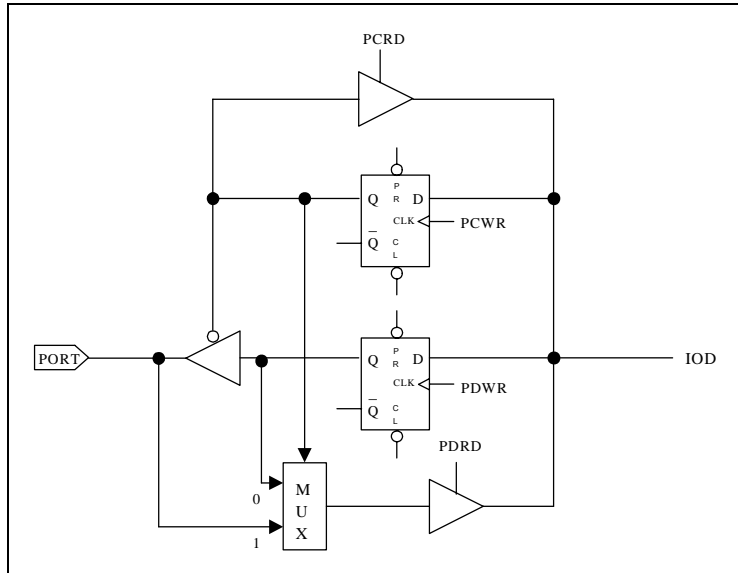 PCRD
Q P R D
CLK PCWR
Q C L
PORT Q P R D IOD
CLK PDWR
Q C L
PDRD
0 M
U
1 X